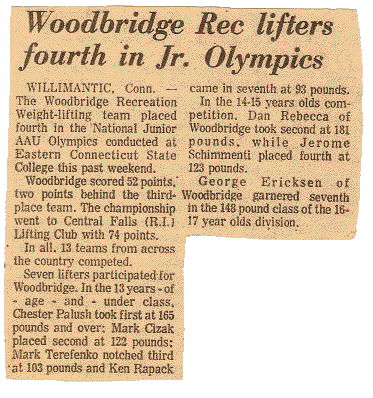 Woodbridge Rec lifters
fourth in Jr. Olympics
WILLIMANTIC, Conn. —
The Woodbridge Recreation
Weight-lifting team placed
fourth in the National Junior
AAU Olympics conducted at
Eastern Connecticut State
College this past weekend.
Woodbridge scored 52 points,
two points behind the third-
place team. The championship
went to Central Falls (R.I.)
Lifting Club with 74 points.
In all, 13 teams from across
the country competed.
Seven lifters participated for
Woodbridge. In the 13 years - of
- age - and - under class,
Chester Palush took first at 165
pounds and over; Mark Cizak
placed second at 122 pounds;
Mark Terefenko notched third
at 103 pounds and Ken Rapack
came in seventh at 93 pounds.
In the 14-15 years olds com-
petition, Dan Rebecca of
Woodbridge took second at 181
pounds, while Jerome
Schimmenti placed fourth at
123 pounds.
George Ericksen of
Woodbridge garnered seventh
in the 148 pound class of the 16-
17 year olds division.